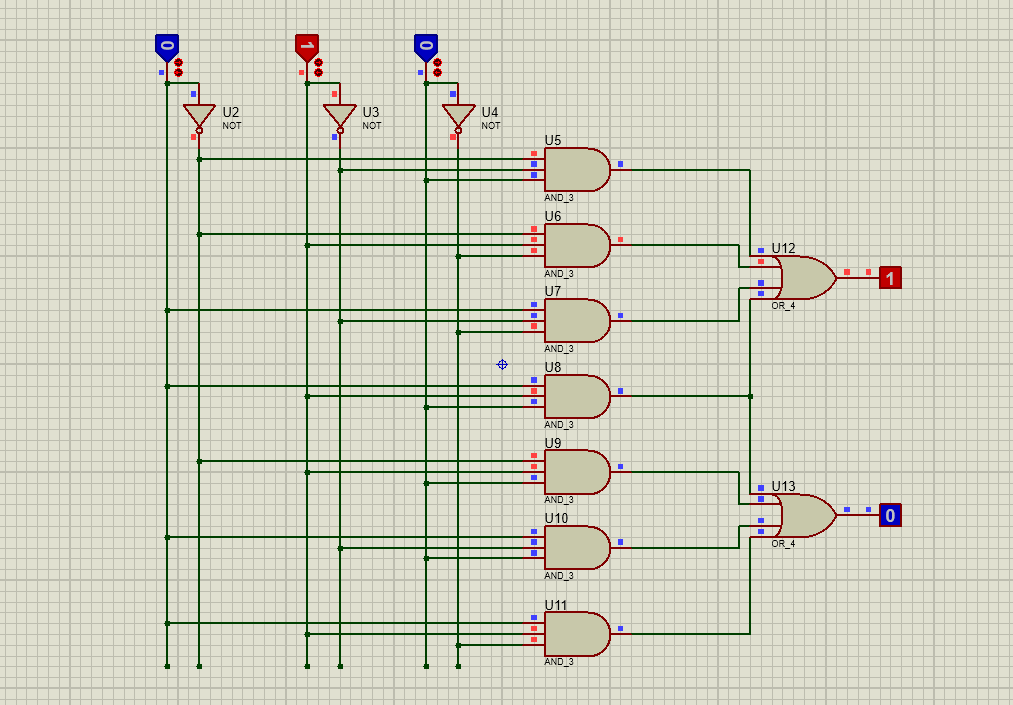 0
1
0
U2
NOT
U3
NOT
U4
NOT
U5
AND_3
U6
AND_3
U7
AND_3
U8
AND_3
U9
AND_3
U10
AND_3
U11
AND_3
U12
OR_4
1
U13
OR_4
0